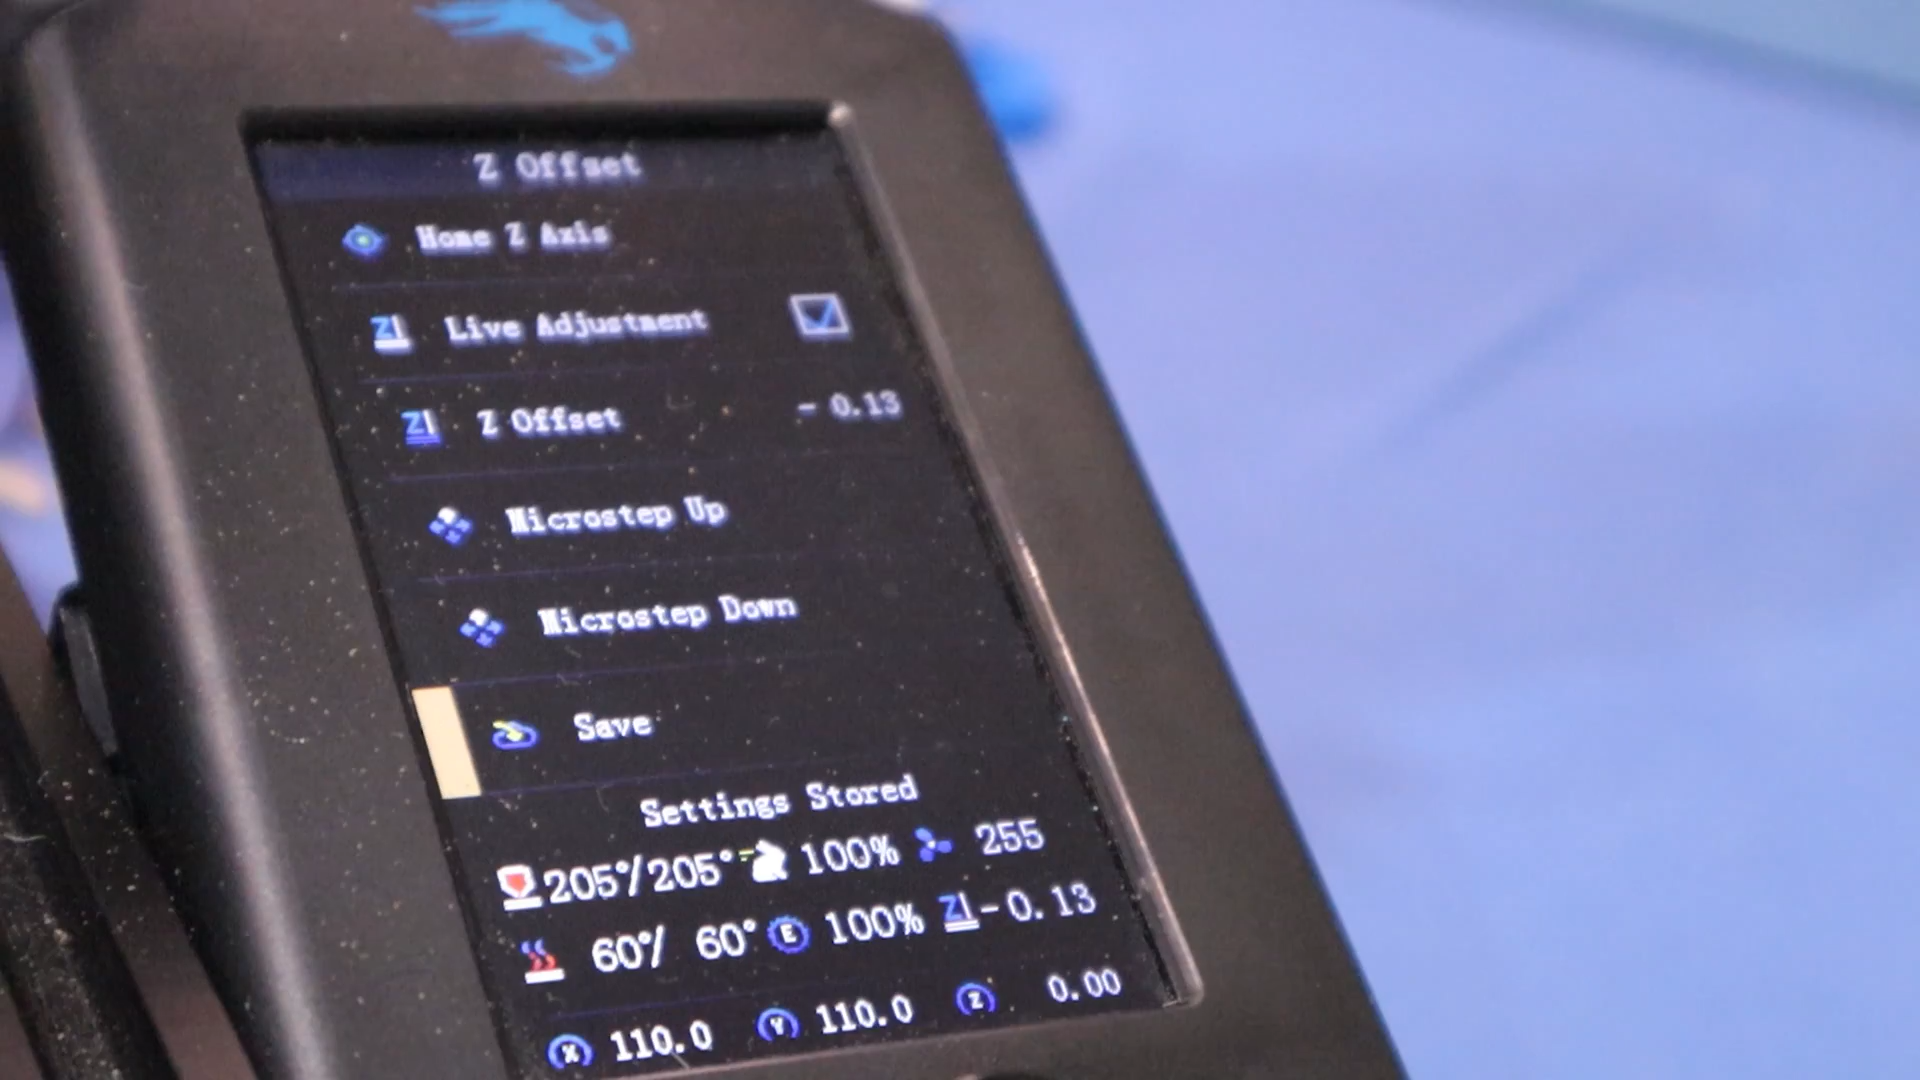 Z Offset
Home Z Axis
Live Adjustment
Z Offset - 0.13
Microstep Up
Microstep Down
Save
Settings Stored
205°/205° 100% 255
60°/ 60° E 100% -0.13
X 110.0 Y 110.0 Z 0.00